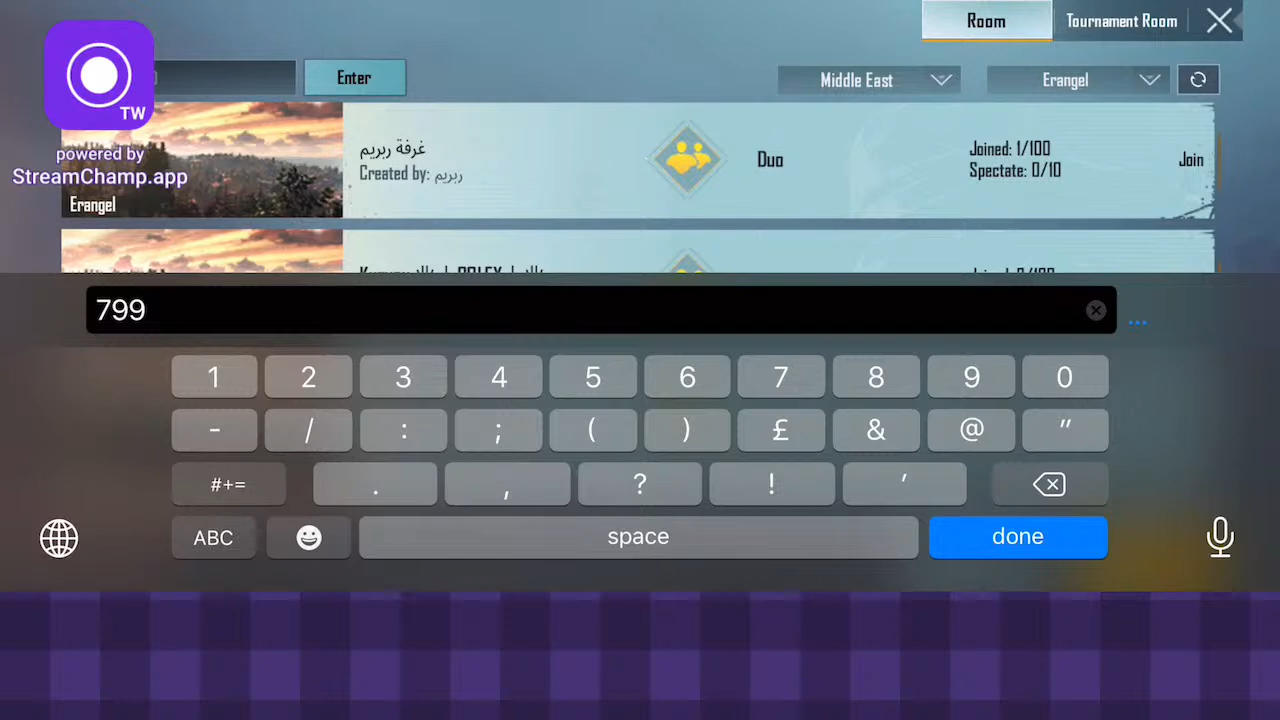 Room
Tournament Room
TW
powered by
StreamChamp.app
Enter
Middle East
Erangel
غرفة ربريم
Created by: ربريم
Duo
Joined: 1/100
Spectate: 0/10
Join
Erangel
799
...
1 2 3 4 5 6 7 8 9 0
- / : ; ( ) £ & @ "
#+= . , ? ! '
ABC space done